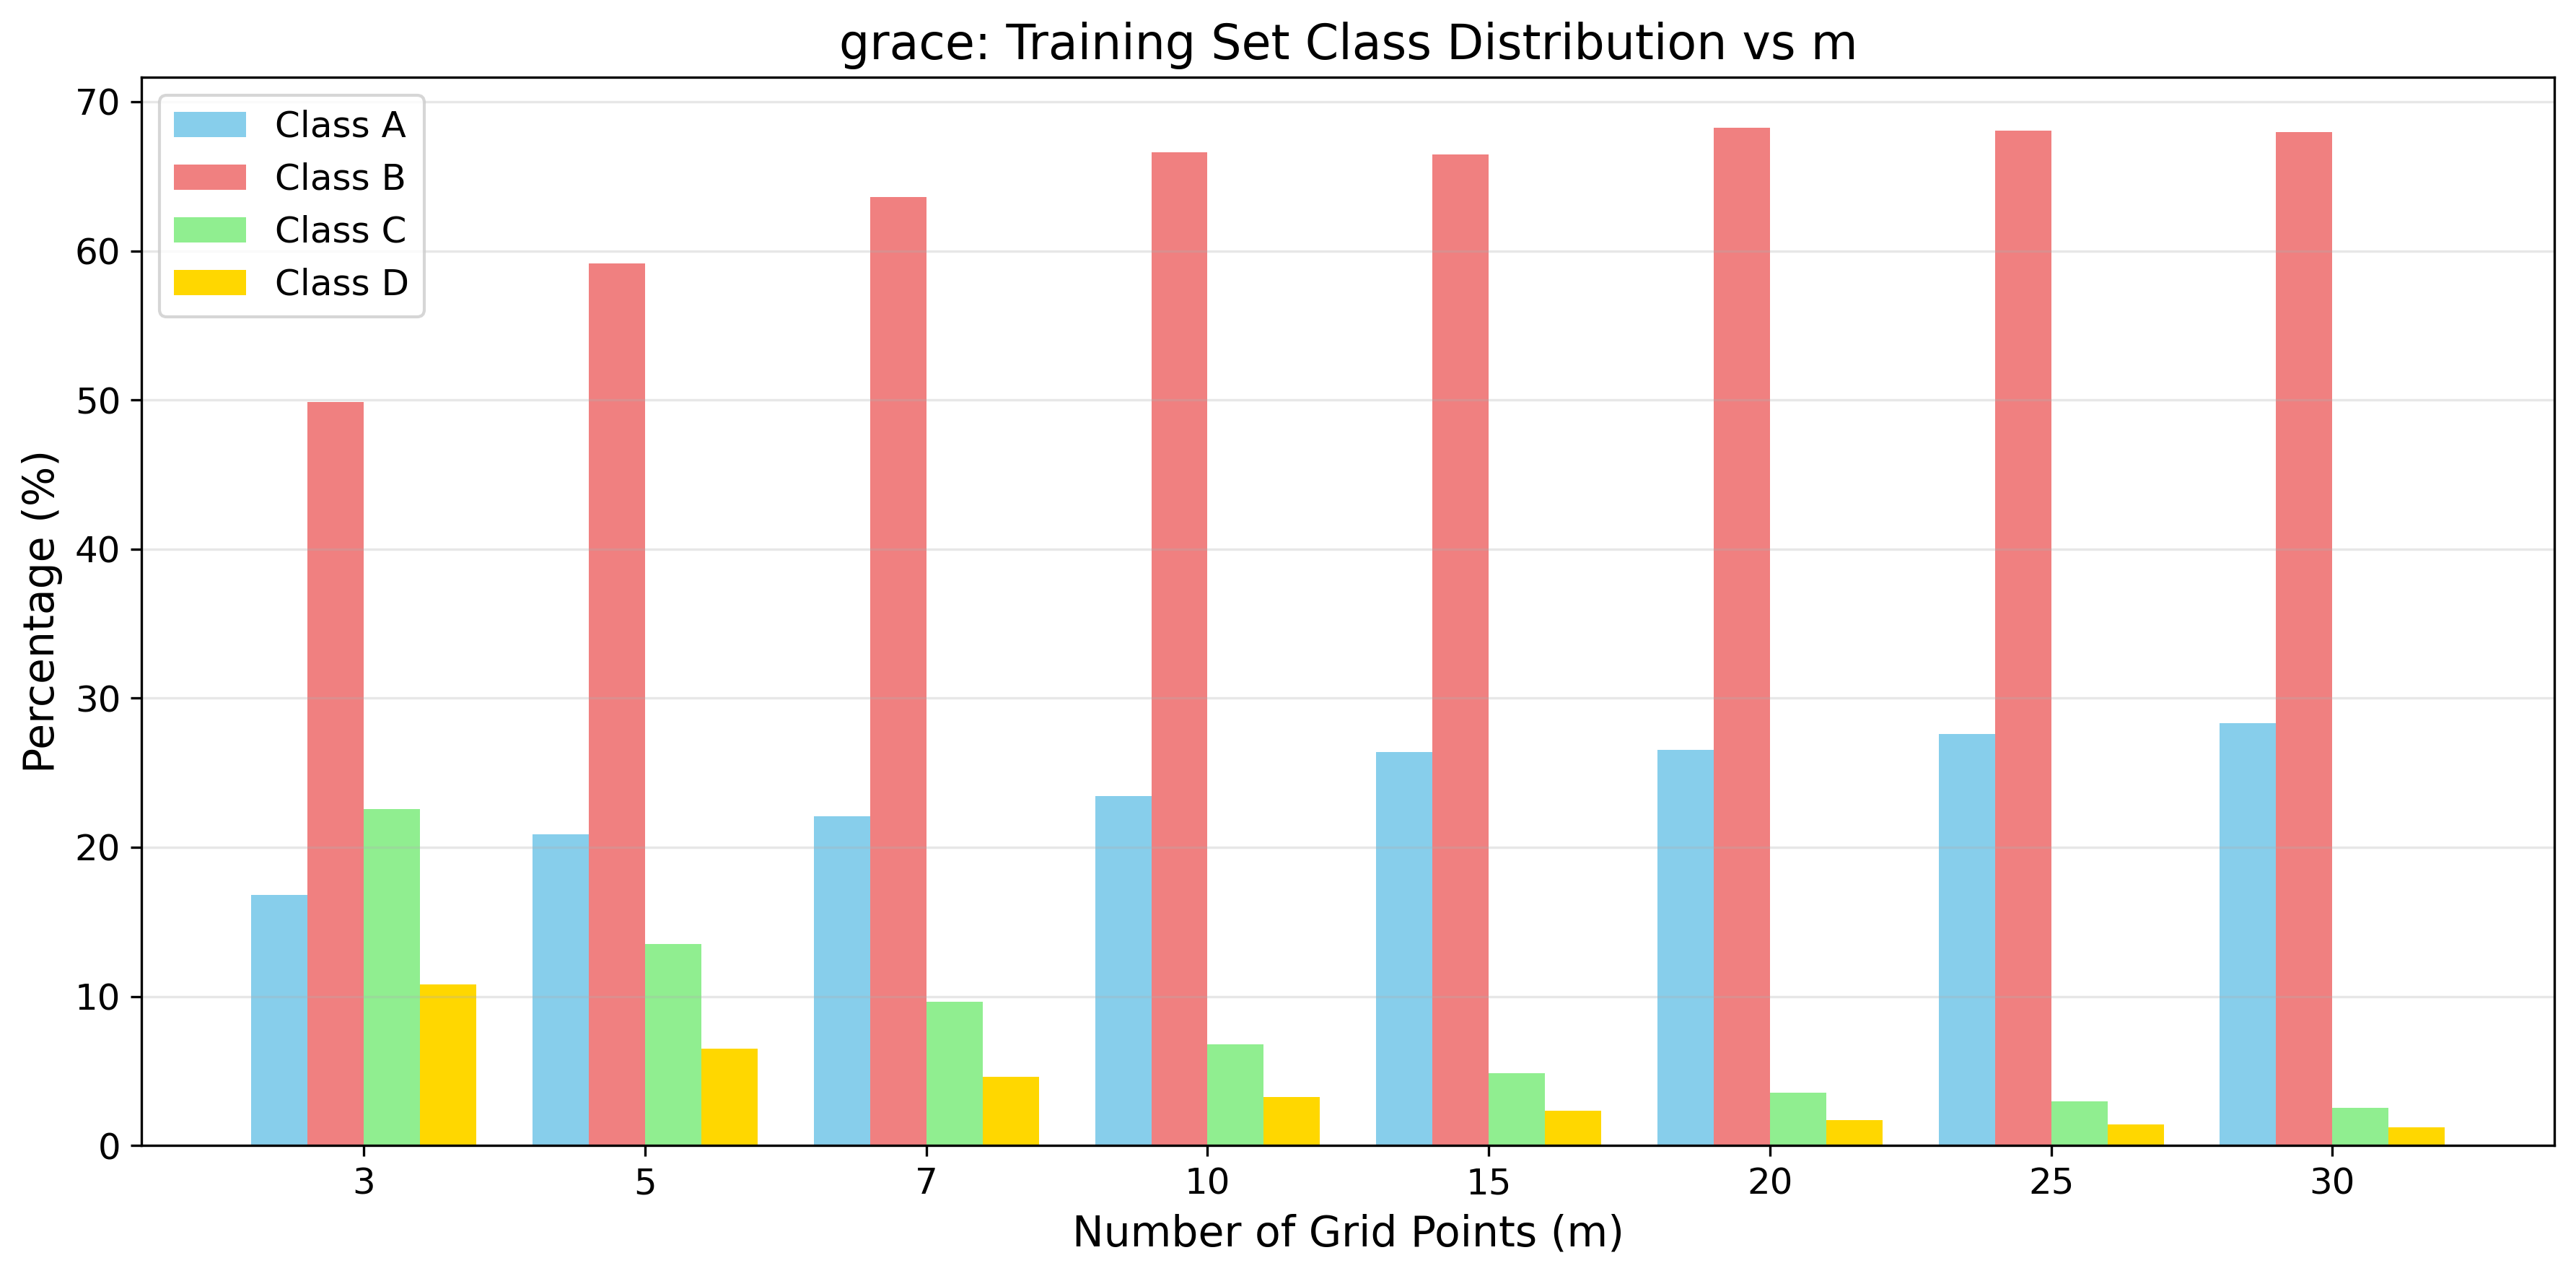 grace: Training Set Class Distribution vs m
Class A
Class B
Class C
Class D
Percentage (%)
70
60
50
40
30
20
10
0
3 5 7 10 15 20 25 30
Number of Grid Points (m)